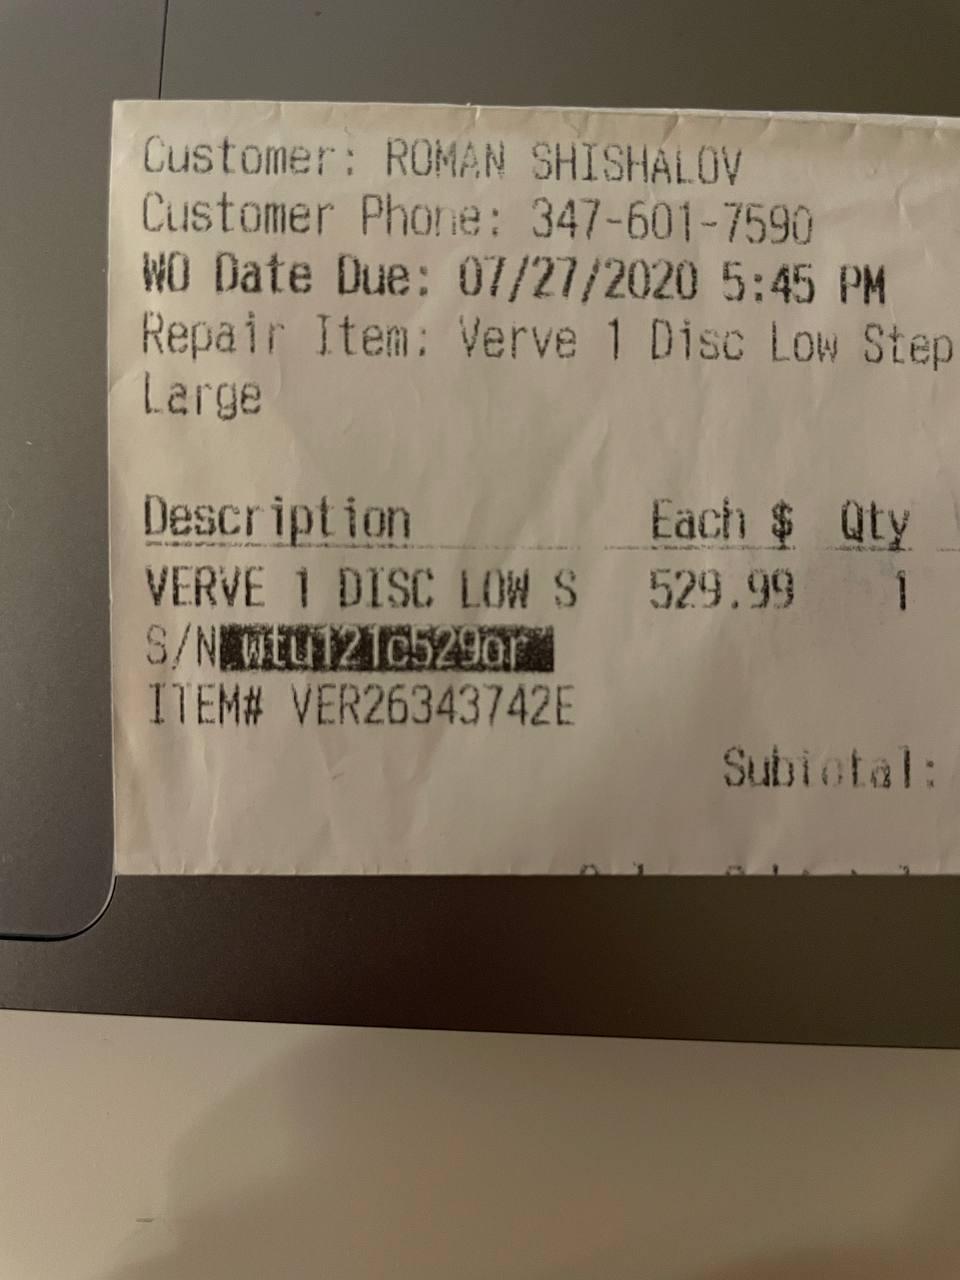 Customer: ROMAN SHISHALOV
Customer Phone: 347-601-7590
WO Date Due: 07/27/2020 5:45 PM
Repair Item: Verve 1 Disc Low Step
Large
Description Each $ Qty
VERVE 1 DISC LOW S 529.99 1
S/N wtu121c529or
ITEM# VER26343742E
Subtotal: